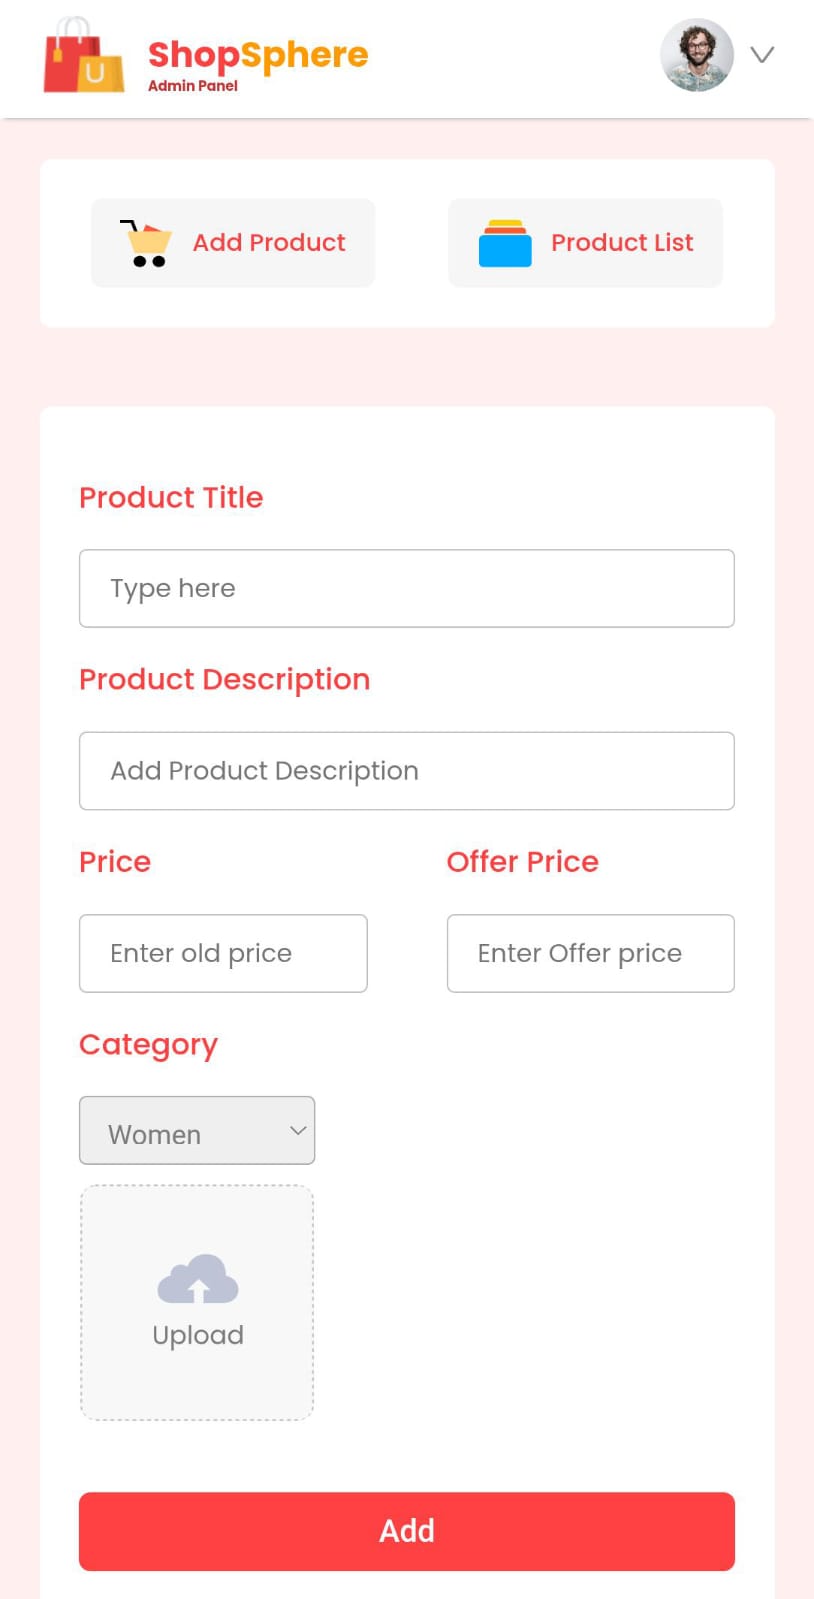 ShopSphere
Admin Panel
U
Add Product
Product List
Product Title
Type here
Product Description
Add Product Description
Price
Offer Price
Enter old price
Enter Offer price
Category
Women
Upload
Add